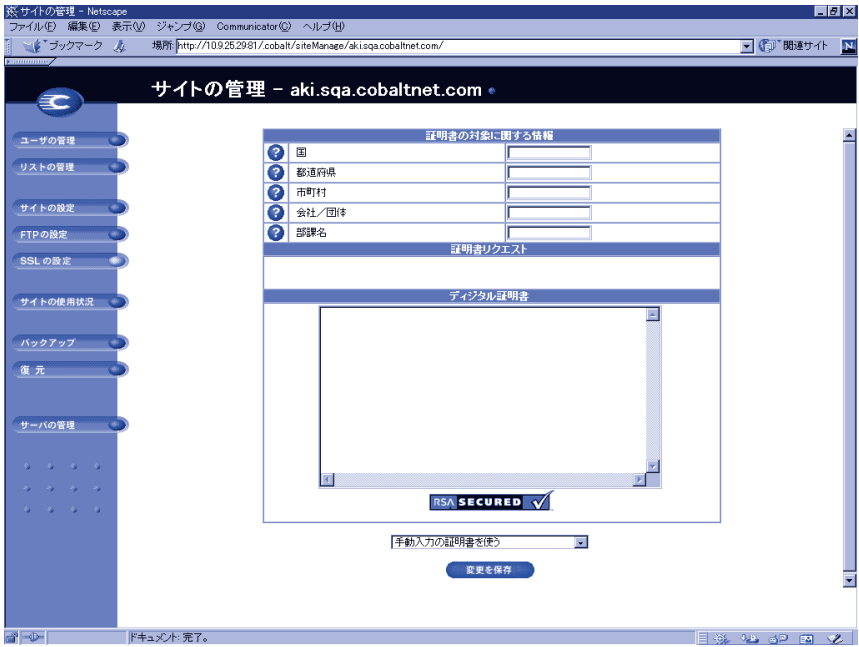 サイトの管理 - Netscape
ファイル(F) 編集(E) 表示(V) ジャンプ(G) Communicator(C) ヘルプ(H)
ブックマーク 場所: http://10.9.25.29:81/.cobalt/siteManage/aki.sqa.cobaltnet.com/ 関連サイト N
サイトの管理 - aki.sqa.cobaltnet.com
ユーザの管理
リストの管理
サイトの設定
FTPの設定
SSLの設定
サイトの使用状況
バックアップ
復元
サーバの管理
証明書の対象に関する情報
? 国
? 都道府県
? 市町村
? 会社/団体
? 部課名
証明書リクエスト
ディジタル証明書
RSA SECURED
手動入力の証明書を使う
変更を保存
ドキュメント: 完了。